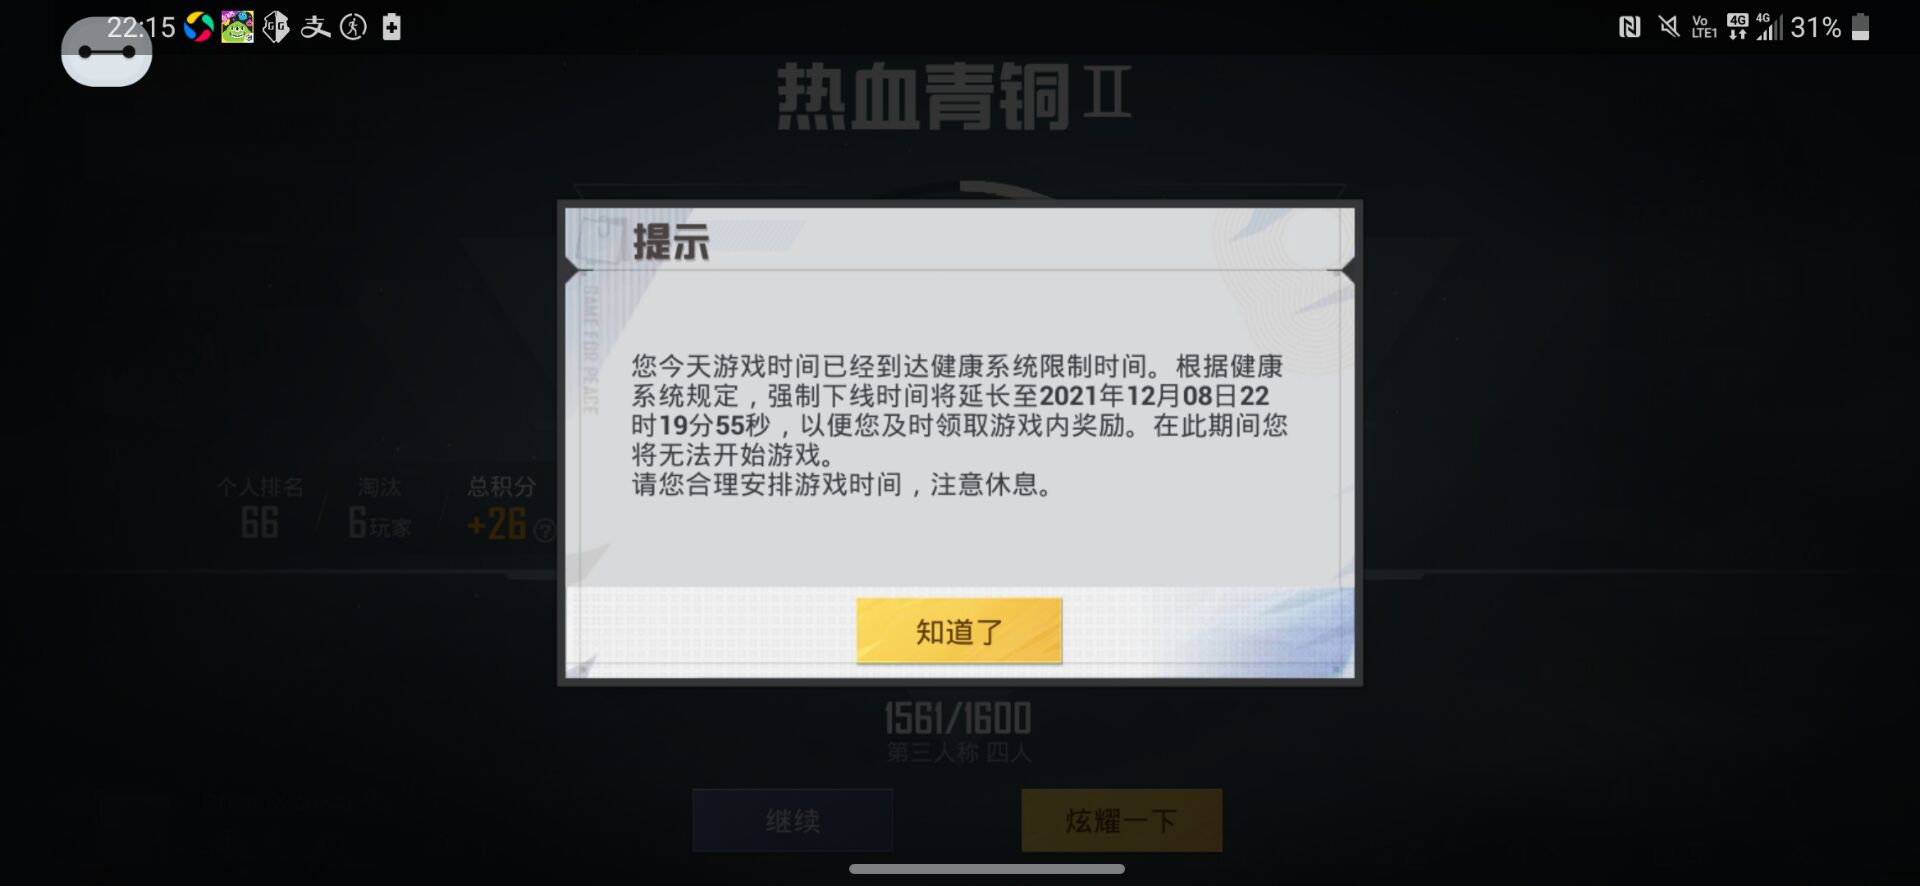 22:15
Vo
LTE1
4G
4G
31%
热血青铜II
提示
GAME FOR PEACE
您今天游戏时间已经到达健康系统限制时间。根据健康
系统规定，强制下线时间将延长至2021年12月08日22
时19分55秒，以便您及时领取游戏内奖励。在此期间您
将无法开始游戏。
请您合理安排游戏时间，注意休息。
个人排名
淘汰
总积分
66
6玩家
+26
?
知道了
1561/1600
第三人称 四人
继续
炫耀一下